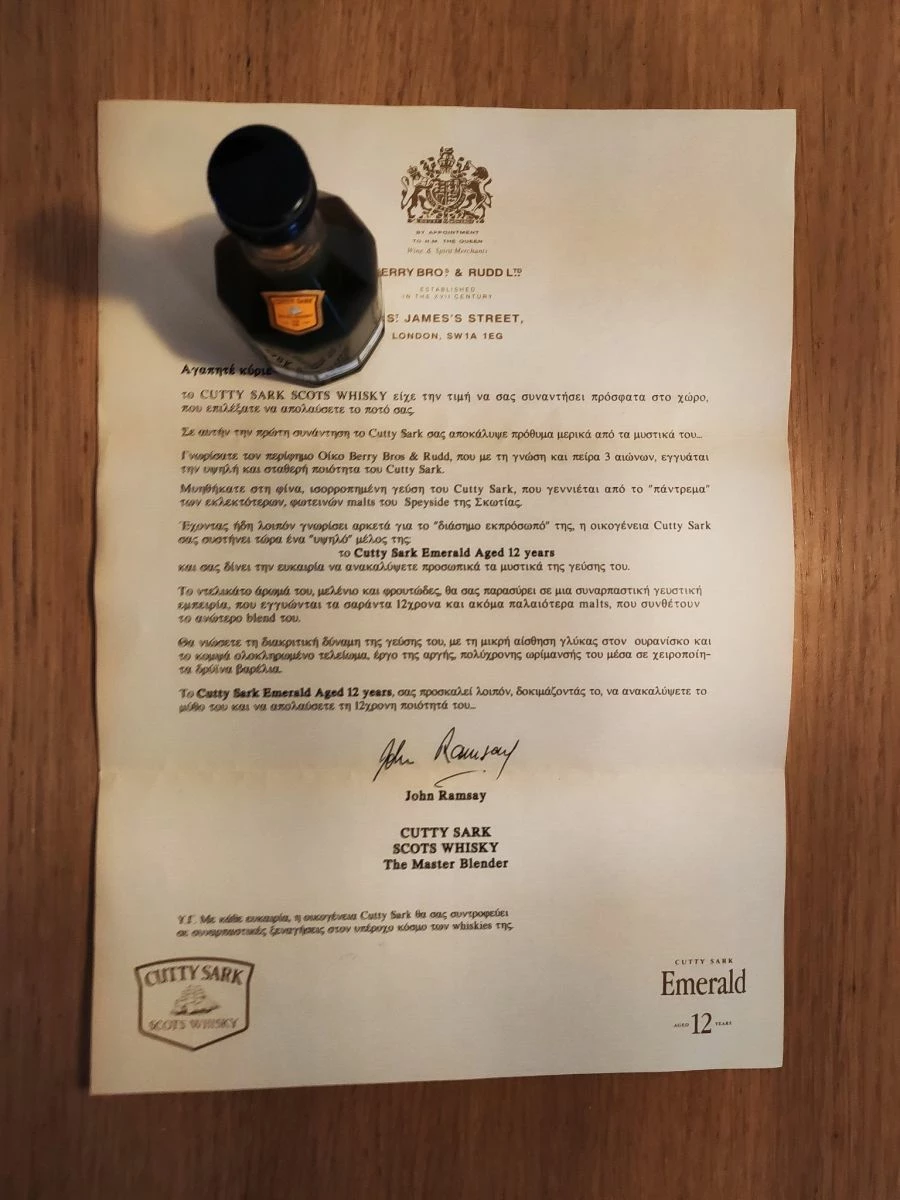 BY APPOINTMENT
TO H.M. THE QUEEN
Wine & Spirit Merchants
ERRY BROS & RUDD LTD
ESTABLISHED
IN THE XVII CENTURY
ST JAMES'S STREET,
LONDON, SW1A 1EG
CUTTY SARK
Αγαπητέ κύριε
το CUTTY SARK SCOTS WHISKY είχε την τιμή να σας συναντήσει πρόσφατα στο χώρο,
που επιλέξατε να απολαύσετε το ποτό σας.
Σε αυτήν την πρώτη συνάντηση το Cutty Sark σας αποκάλυψε πρόθυμα μερικά από τα μυστικά του...
Γνωρίσατε τον περίφημο Οίκο Berry Bros & Rudd, που με τη γνώση και πείρα 3 αιώνων, εγγυάται
την υψηλή και σταθερή ποιότητα του Cutty Sark.
Μυηθήκατε στη φίνα, ισορροπημένη γεύση του Cutty Sark, που γεννιέται από το "πάντρεμα"
των εκλεκτότερων, φωτεινών malts του Speyside της Σκωτίας.
Έχοντας ήδη λοιπόν γνωρίσει αρκετά για το "διάσημο εκπρόσωπό" της, η οικογένεια Cutty Sark
σας συστήνει τώρα ένα "υψηλό" μέλος της:
το Cutty Sark Emerald Aged 12 years
και σας δίνει την ευκαιρία να ανακαλύψετε προσωπικά τα μυστικά της γεύσης του.
Το ντελικάτο άρωμά του, μελένιο και φρουτώδες, θα σας παρασύρει σε μια συναρπαστική γευστική
εμπειρία, που εγγυώνται τα σαράντα 12χρονα και ακόμα παλαιότερα malts, που συνθέτουν
το ανώτερο blend του.
Θα νιώσετε τη διακριτική δύναμη της γεύσης του, με τη μικρή αίσθηση γλύκας στον ουρανίσκο και
το κομψά ολοκληρωμένο τελείωμα, έργο της αργής, πολύχρονης ωρίμανσής του μέσα σε χειροποίη-
τα δρύϊνα βαρέλια.
Το Cutty Sark Emerald Aged 12 years, σας προσκαλεί λοιπόν, δοκιμάζοντάς το, να ανακαλύψετε το
μύθο του και να απολαύσετε τη 12χρονη ποιότητά του...
John Ramsay
John Ramsay
CUTTY SARK
SCOTS WHISKY
The Master Blender
Υ.Γ. Με κάθε ευκαιρία, η οικογένεια Cutty Sark θα σας συντροφεύει
σε συναρπαστικές ξεναγήσεις στον υπέροχο κόσμο των whiskies της.
CUTTY SARK
SCOTS WHISKY
CUTTY SARK
Emerald
AGED 12 YEARS